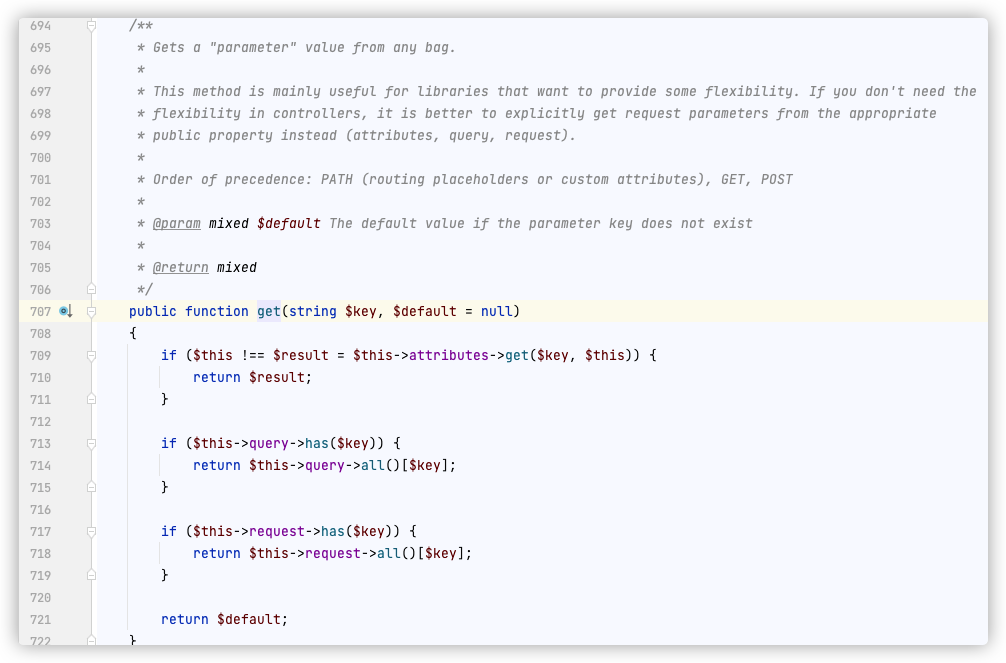 694 /**
695 * Gets a "parameter" value from any bag.
696 *
697 * This method is mainly useful for libraries that want to provide some flexibility. If you don't need the
698 * flexibility in controllers, it is better to explicitly get request parameters from the appropriate
699 * public property instead (attributes, query, request).
700 *
701 * Order of precedence: PATH (routing placeholders or custom attributes), GET, POST
702 *
703 * @param mixed $default The default value if the parameter key does not exist
704 *
705 * @return mixed
706 */
707 public function get(string $key, $default = null)
708 {
709 if ($this !== $result = $this->attributes->get($key, $this)) {
710 return $result;
711 }
712
713 if ($this->query->has($key)) {
714 return $this->query->all()[$key];
715 }
716
717 if ($this->request->has($key)) {
718 return $this->request->all()[$key];
719 }
720
721 return $default;
722 }